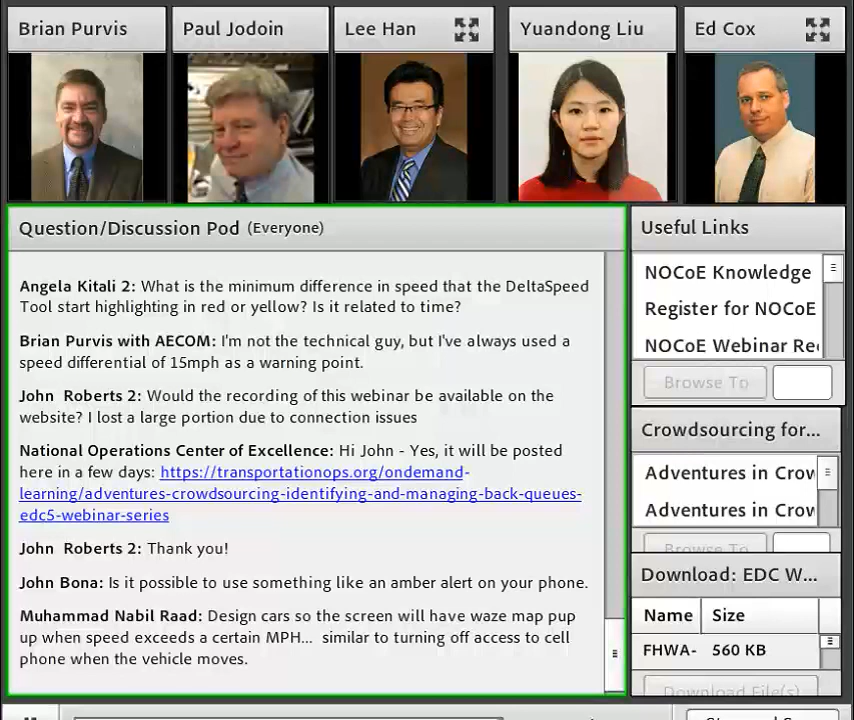 Brian Purvis
Paul Jodoin
Lee Han
Yuandong Liu
Ed Cox
Question/Discussion Pod (Everyone)
Angela Kitali 2: What is the minimum difference in speed that the DeltaSpeed
Tool start highlighting in red or yellow? Is it related to time?
Brian Purvis with AECOM: I'm not the technical guy, but I've always used a
speed differential of 15mph as a warning point.
John Roberts 2: Would the recording of this webinar be available on the
website? I lost a large portion due to connection issues
National Operations Center of Excellence: Hi John - Yes, it will be posted
here in a few days: https://transportationops.org/ondemand-
learning/adventures-crowdsourcing-identifying-and-managing-back-queues-
edc5-webinar-series
John Roberts 2: Thank you!
John Bona: Is it possible to use something like an amber alert on your phone.
Muhammad Nabil Raad: Design cars so the screen will have waze map pup
up when speed exceeds a certain MPH... similar to turning off access to cell
phone when the vehicle moves.
Useful Links
NOCoE Knowledge
Register for NOCoE
NOCoE Webinar Re
Browse To
Crowdsourcing for...
Adventures in Crow
Adventures in Crow
Browse To
Download: EDC W...
Name Size
FHWA- 560 KB
Download File(s)